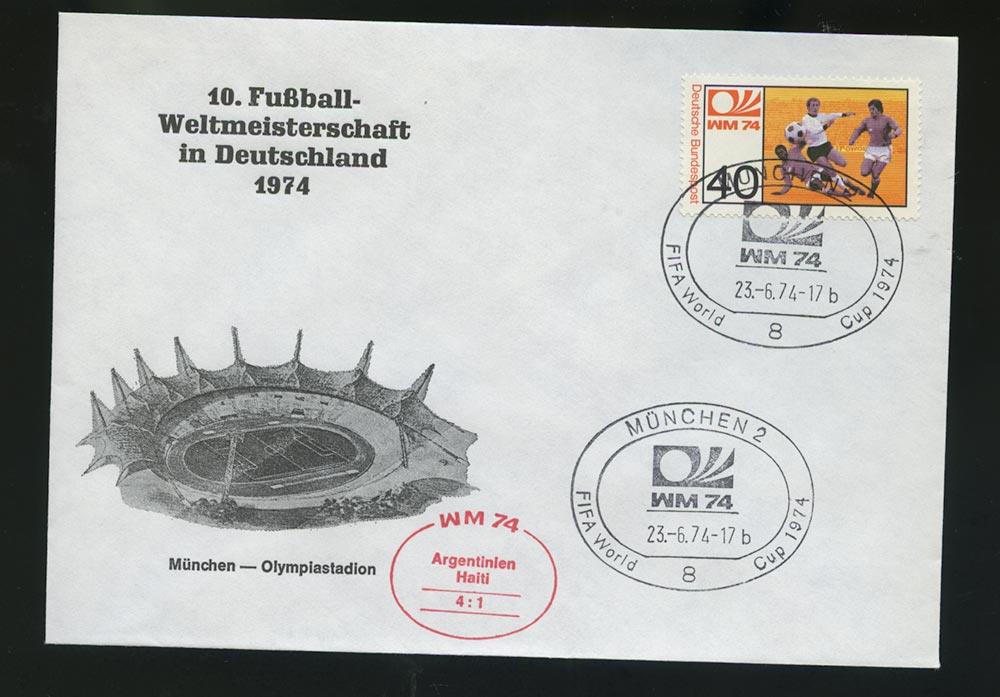 10. Fußball-
Weltmeisterschaft
in Deutschland
1974
Deutsche Bundespost
WM 74
40
MÜNCHEN 2
WM 74
23.-6.74-17 b
FIFA World Cup 1974
8
MÜNCHEN 2
WM 74
23.-6.74-17 b
FIFA World Cup 1974
8
München — Olympiastadion
WM 74
Argentinien
Haiti
4:1